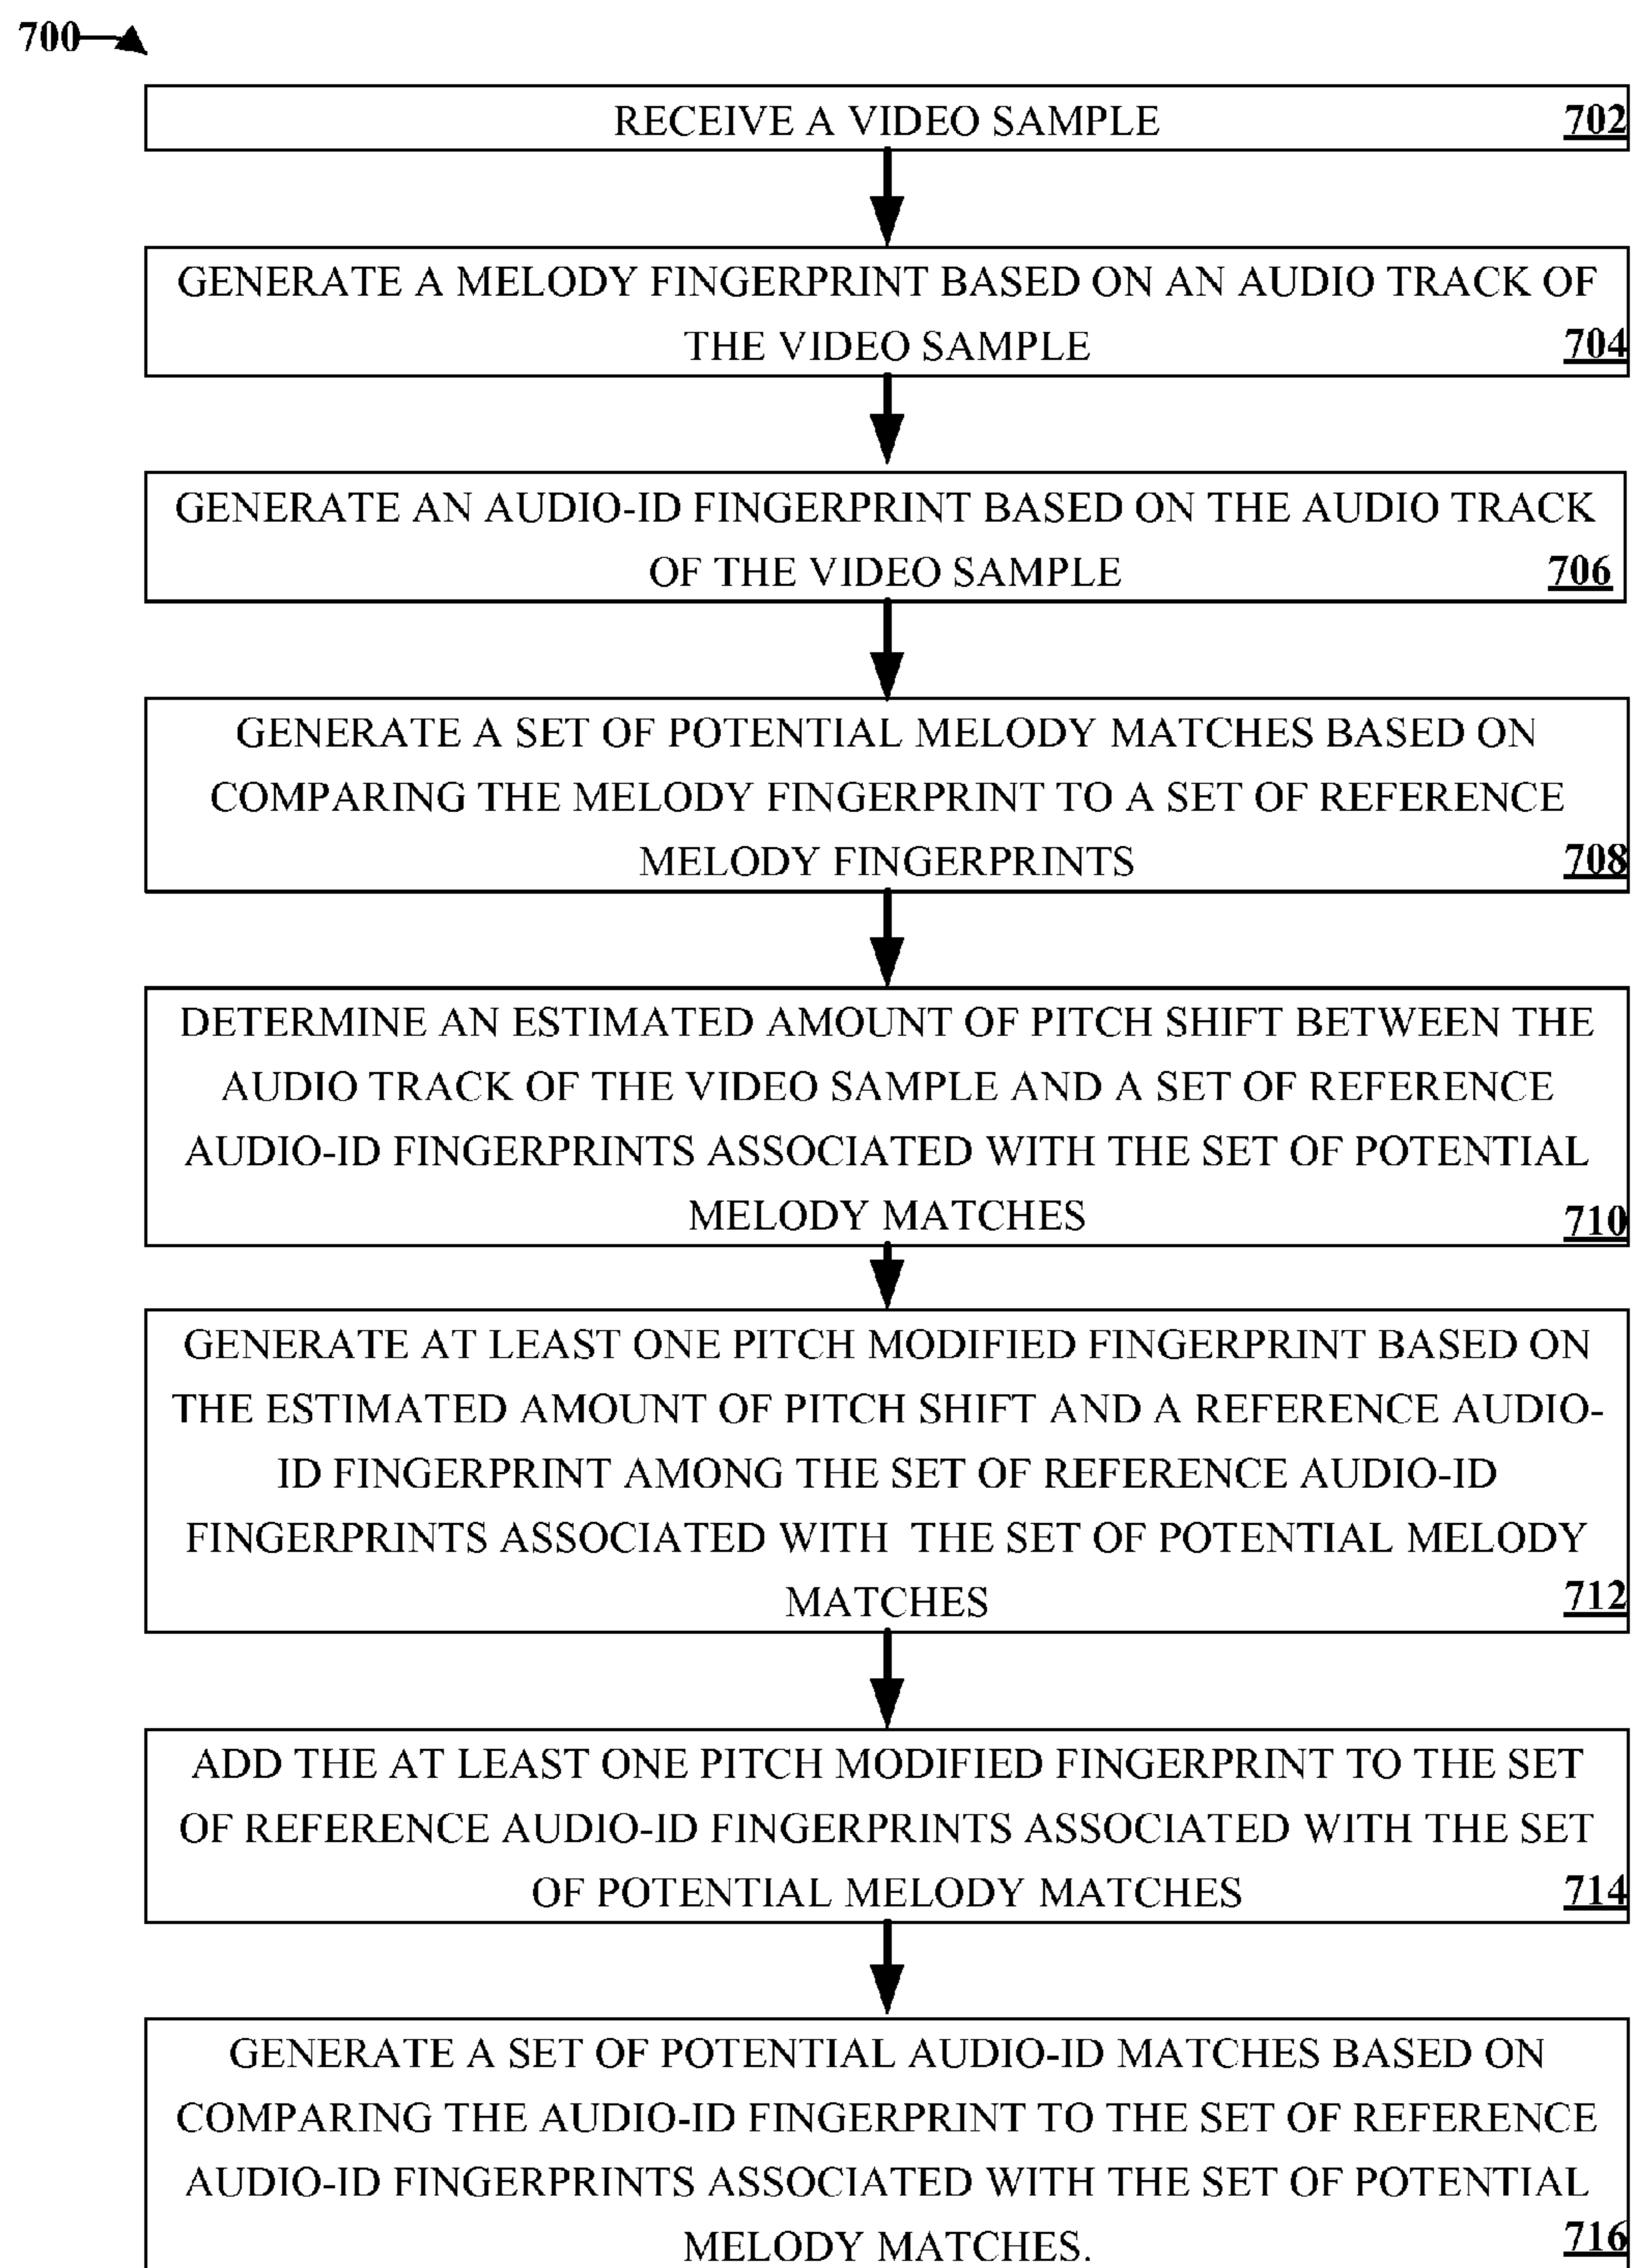 700
RECEIVE A VIDEO SAMPLE 702
GENERATE A MELODY FINGERPRINT BASED ON AN AUDIO TRACK OF
THE VIDEO SAMPLE 704
GENERATE AN AUDIO-ID FINGERPRINT BASED ON THE AUDIO TRACK
OF THE VIDEO SAMPLE 706
GENERATE A SET OF POTENTIAL MELODY MATCHES BASED ON
COMPARING THE MELODY FINGERPRINT TO A SET OF REFERENCE
MELODY FINGERPRINTS 708
DETERMINE AN ESTIMATED AMOUNT OF PITCH SHIFT BETWEEN THE
AUDIO TRACK OF THE VIDEO SAMPLE AND A SET OF REFERENCE
AUDIO-ID FINGERPRINTS ASSOCIATED WITH THE SET OF POTENTIAL
MELODY MATCHES 710
GENERATE AT LEAST ONE PITCH MODIFIED FINGERPRINT BASED ON
THE ESTIMATED AMOUNT OF PITCH SHIFT AND A REFERENCE AUDIO-
ID FINGERPRINT AMONG THE SET OF REFERENCE AUDIO-ID
FINGERPRINTS ASSOCIATED WITH THE SET OF POTENTIAL MELODY
MATCHES 712
ADD THE AT LEAST ONE PITCH MODIFIED FINGERPRINT TO THE SET
OF REFERENCE AUDIO-ID FINGERPRINTS ASSOCIATED WITH THE SET
OF POTENTIAL MELODY MATCHES 714
GENERATE A SET OF POTENTIAL AUDIO-ID MATCHES BASED ON
COMPARING THE AUDIO-ID FINGERPRINT TO THE SET OF REFERENCE
AUDIO-ID FINGERPRINTS ASSOCIATED WITH THE SET OF POTENTIAL
MELODY MATCHES. 716